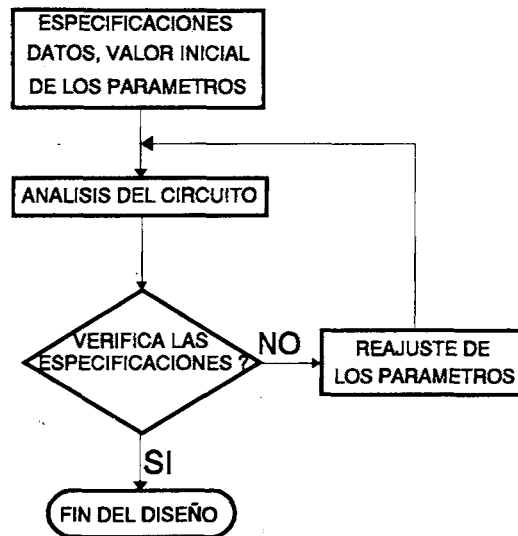 ESPECIFICACIONES
DATOS, VALOR INICIAL
DE LOS PARAMETROS
ANALISIS DEL CIRCUITO
VERIFICA LAS
ESPECIFICACIONES ?
NO
REAJUSTE DE
LOS PARAMETROS
SI
FIN DEL DISEÑO